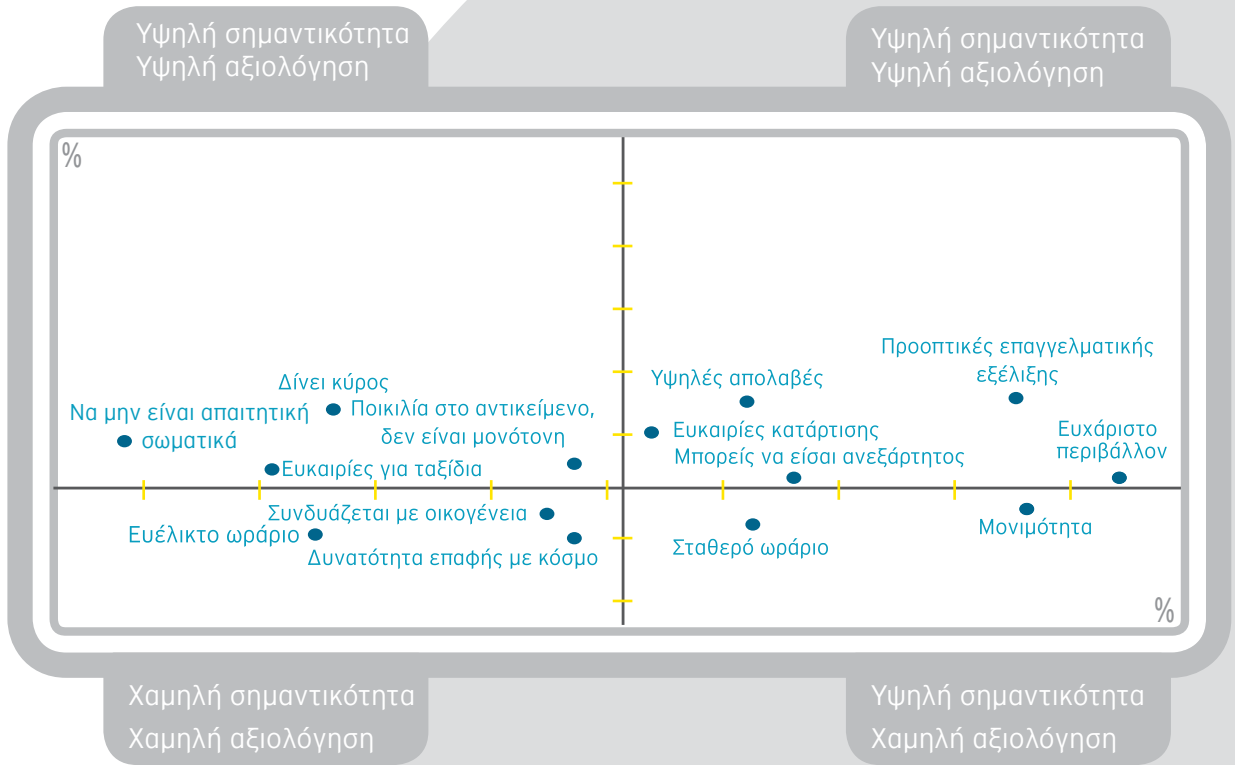 Υψηλή σημαντικότητα
Υψηλή αξιολόγηση
Υψηλή σημαντικότητα
Υψηλή αξιολόγηση
%
Προοπτικές επαγγελματικής
εξέλιξης
Υψηλές απολαβές
Δίνει κύρος
Να μην είναι απαιτητική
σωματικά
Ποικιλία στο αντικείμενο,
δεν είναι μονότονη
Ευκαιρίες κατάρτισης
Μπορείς να είσαι ανεξάρτητος
Ευχάριστο
περιβάλλον
Ευκαιρίες για ταξίδια
Συνδυάζεται με οικογένεια
Ευέλικτο ωράριο
Δυνατότητα επαφής με κόσμο
Σταθερό ωράριο
Μονιμότητα
%
Χαμηλή σημαντικότητα
Χαμηλή αξιολόγηση
Υψηλή σημαντικότητα
Χαμηλή αξιολόγηση